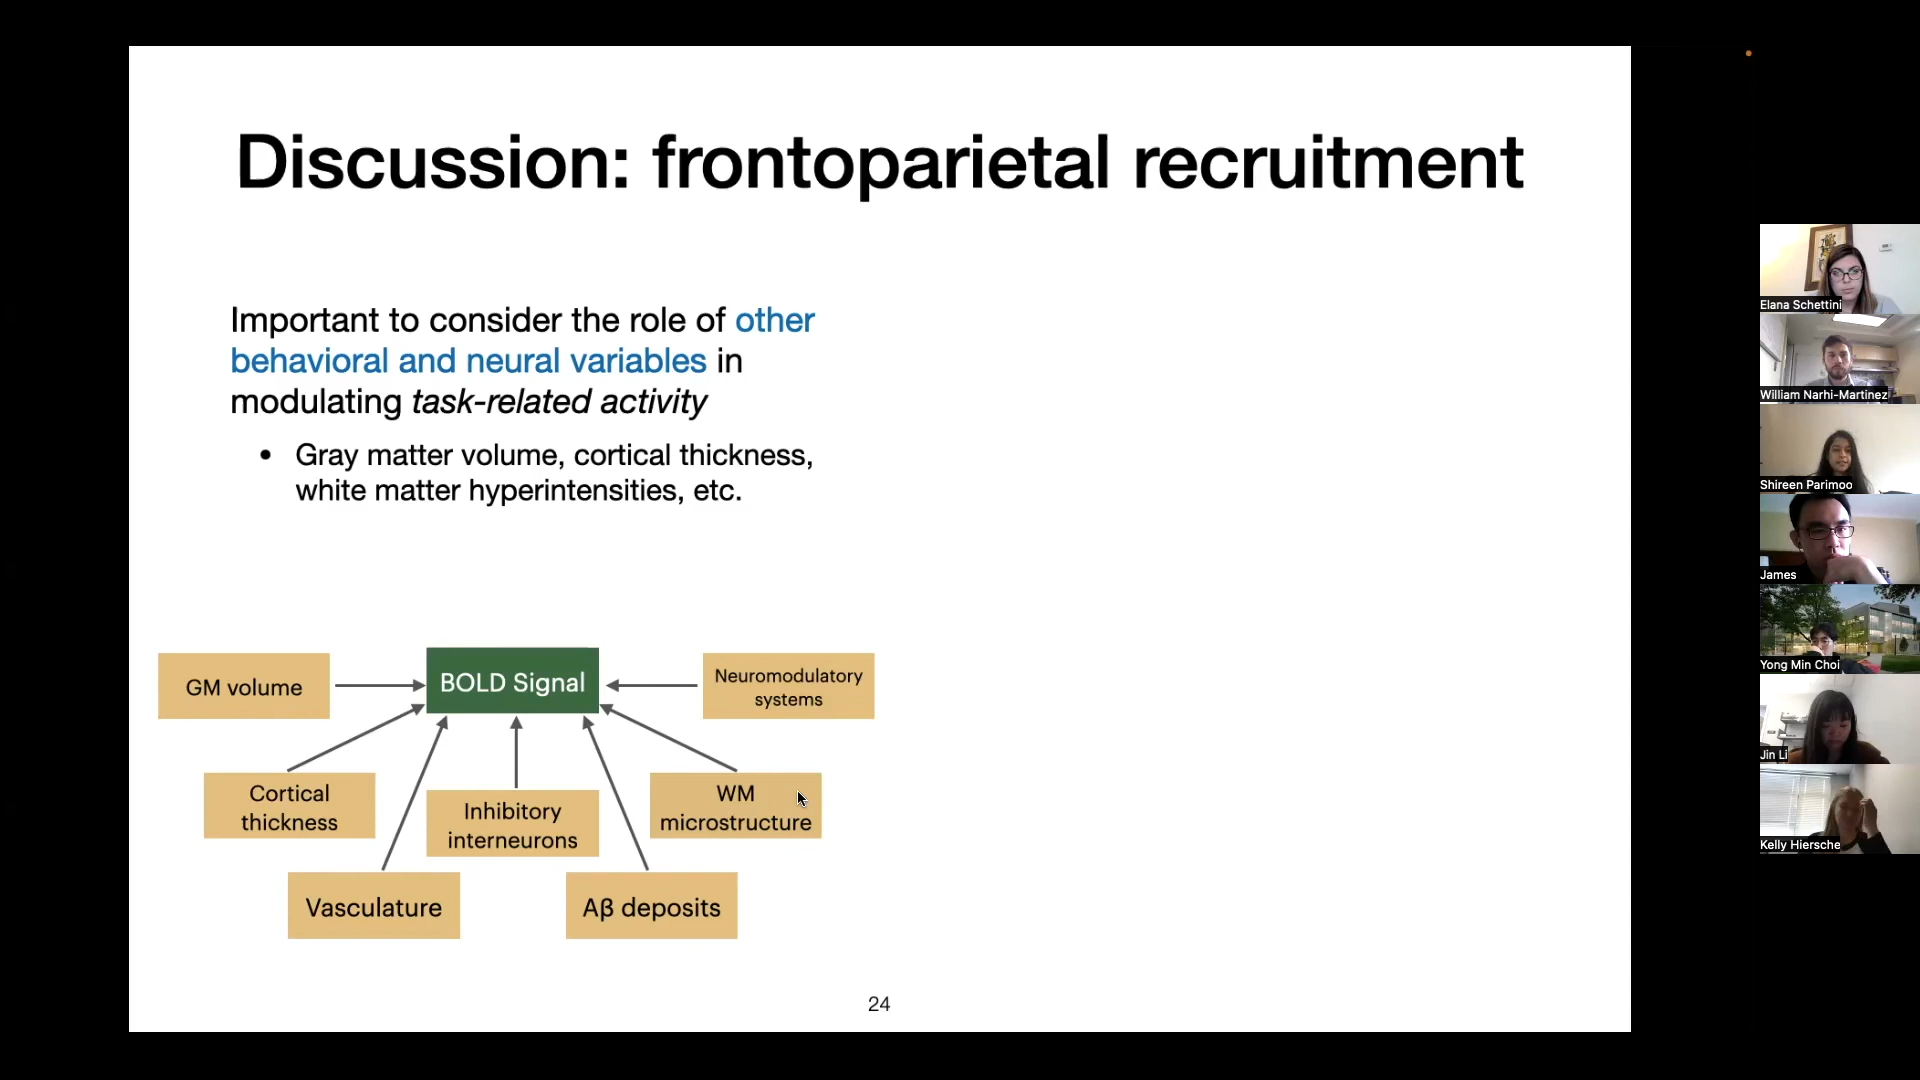 Discussion: frontoparietal recruitment
Important to consider the role of other
behavioral and neural variables in
modulating task-related activity
• Gray matter volume, cortical thickness,
white matter hyperintensities, etc.
GM volume
BOLD Signal
Neuromodulatory
systems
Cortical
thickness
Inhibitory
interneurons
WM
microstructure
Vasculature
Aβ deposits
24
Elana Schettini
William Narhi-Martinez
Shireen Parimoo
James
Yong Min Choi
Jin Li
Kelly Hiersche